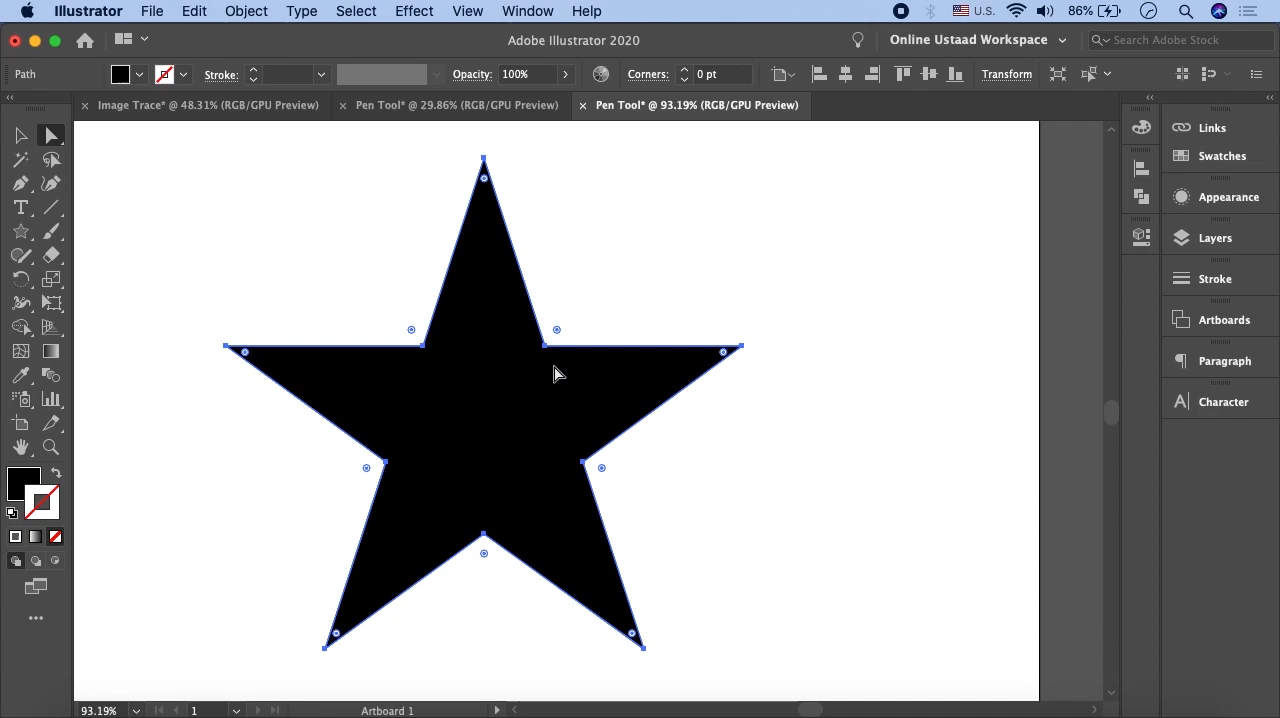 Illustrator File Edit Object Type Select Effect View Window Help U.S. 86%
Adobe Illustrator 2020 Online Ustaad Workspace Search Adobe Stock
Path Stroke: Opacity: 100% Corners: 0 pt Transform
Image Trace* @ 48.31% (RGB/GPU Preview) Pen Tool* @ 29.86% (RGB/GPU Preview) Pen Tool* @ 93.19% (RGB/GPU Preview)
Links
Swatches
Appearance
Layers
Stroke
Artboards
Paragraph
Character
93.19% 1 Artboard 1